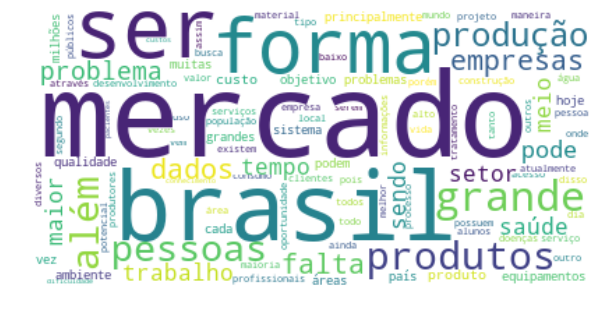 milhões
públicos
custos
assim
busca
ser
material
tipo
principalmente
mundo
projeto
maneira
forma
produção
empresas
problema
muitas
através
desenvolvimento
valor
custo
objetivo
problemas
porém
construção
baixo
água
meio
hoje
pessoa
onde
outros
mercado
segundo
pacientes
uso
vezes
vem
serviços
população
grandes
existem
empresa
serem
local
sistema
informações
alto
vida
tratamento
tanto
pode
atualmente
acesso
disso
qualidade
dados
tempo
podem
setor
diversos
maior
além
potencial
produtores
brasil
consumo
clientes
pois
área
cada
oportunidade
todos
todo
sendo
melhor
processo
grande
possuem
alunos
saúde
dia
doenças
serviço
vez
pessoas
maioria
falta
ainda
produtos
outro
ambiente
trabalho
profissionais
áreas
país
produto
equipamentos
dificuldade